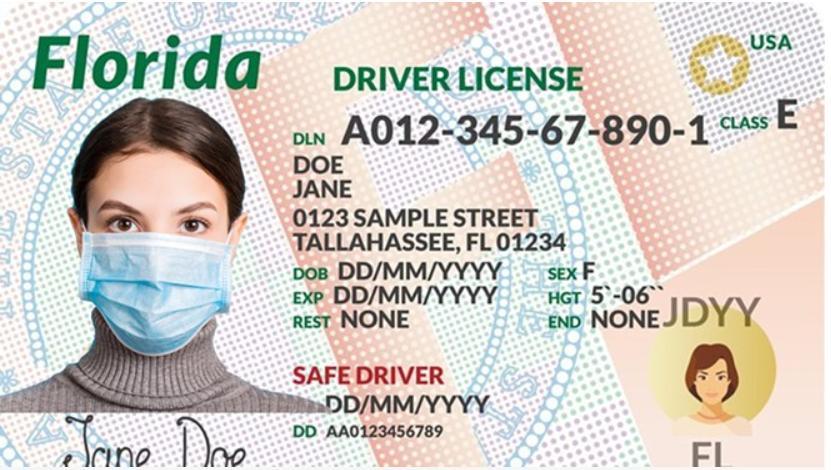 Florida
USA
DRIVER LICENSE
DLN A012-345-67-890-1 CLASS E
DOE
JANE
0123 SAMPLE STREET
TALLAHASSEE, FL 01234
DOB DD/MM/YYYY SEX F
EXP DD/MM/YYYY HGT 5`-06``
REST NONE END NONE JDYY
SAFE DRIVER
DD/MM/YYYY
DD AA0123456789
Jane Doe
FL